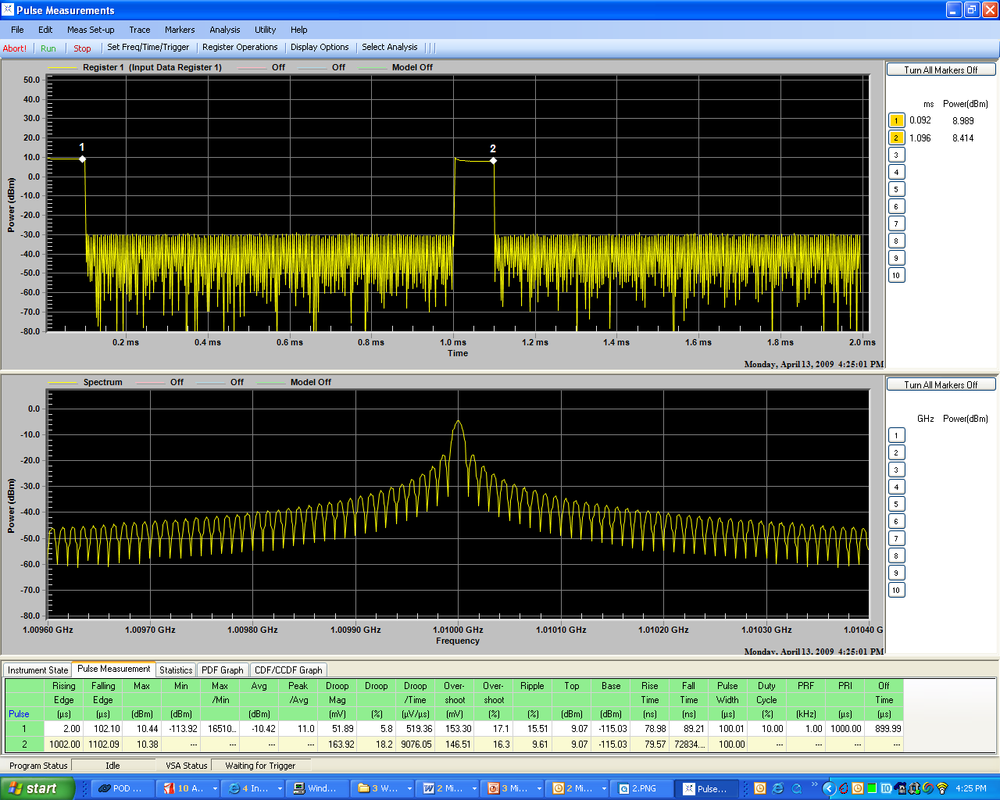 Pulse Measurements
File Edit Meas Set-up Trace Markers Analysis Utility Help
Abort! Run Stop Set Freq/Time/Trigger Register Operations Display Options Select Analysis
Register 1 (Input Data Register 1) Off Off Model Off
Turn All Markers Off
ms Power(dBm)
1 0.092 8.989
2 1.096 8.414
3
4
5
6
7
8
9
10
50.0
40.0
30.0
20.0
10.0
0.0
-10.0
-20.0
-30.0
-40.0
-50.0
-60.0
-70.0
-80.0
Power (dBm)
1
2
0.2 ms 0.4 ms 0.6 ms 0.8 ms 1.0 ms 1.2 ms 1.4 ms 1.6 ms 1.8 ms 2.0 ms
Time
Monday, April 13, 2009 4:25:01 PM
Spectrum Off Off Model Off
Turn All Markers Off
GHz Power(dBm)
1
2
3
4
5
6
7
8
9
10
0.0
-10.0
-20.0
-30.0
-40.0
-50.0
-60.0
-70.0
-80.0
Power (dBm)
1.00960 GHz 1.00970 GHz 1.00980 GHz 1.00990 GHz 1.01000 GHz 1.01010 GHz 1.01020 GHz 1.01030 GHz 1.01040 G
Frequency
Monday, April 13, 2009 4:25:01 PM
Instrument State Pulse Measurement Statistics PDF Graph CDF/CCDF Graph
Rising Falling Max Min Max Avg Peak Droop Droop Droop Over- Over- Ripple Top Base Rise Fall Pulse Duty PRF PRI Off
Edge Edge /Min /Avg Mag /Time shoot shoot Time Time Width Cycle Time
Pulse (µs) (µs) (dBm) (dBm) (dBm) (mV) (%) (µV/µs) (mV) (%) (%) (dBm) (dBm) (ns) (ns) (µs) (%) (kHz) (µs) (µs)
1 2.00 102.10 10.44 -113.92 16510... -10.42 11.0 51.89 5.8 519.36 153.30 17.1 15.51 9.07 -115.03 78.98 89.21 100.01 10.00 1.00 1000.00 899.99
2 1002.00 1102.09 10.38 --- --- --- --- 163.92 18.2 9076.05 146.51 16.3 9.61 9.07 -115.03 79.57 72834.... 100.00 --- --- --- ---
Program Status Idle VSA Status Waiting for Trigger
start POD ... 10 A... 4 In... Wind... 3 W... 2 Mi... 3 Mi... 2 Mi... 2.PNG Pulse... 4:25 PM